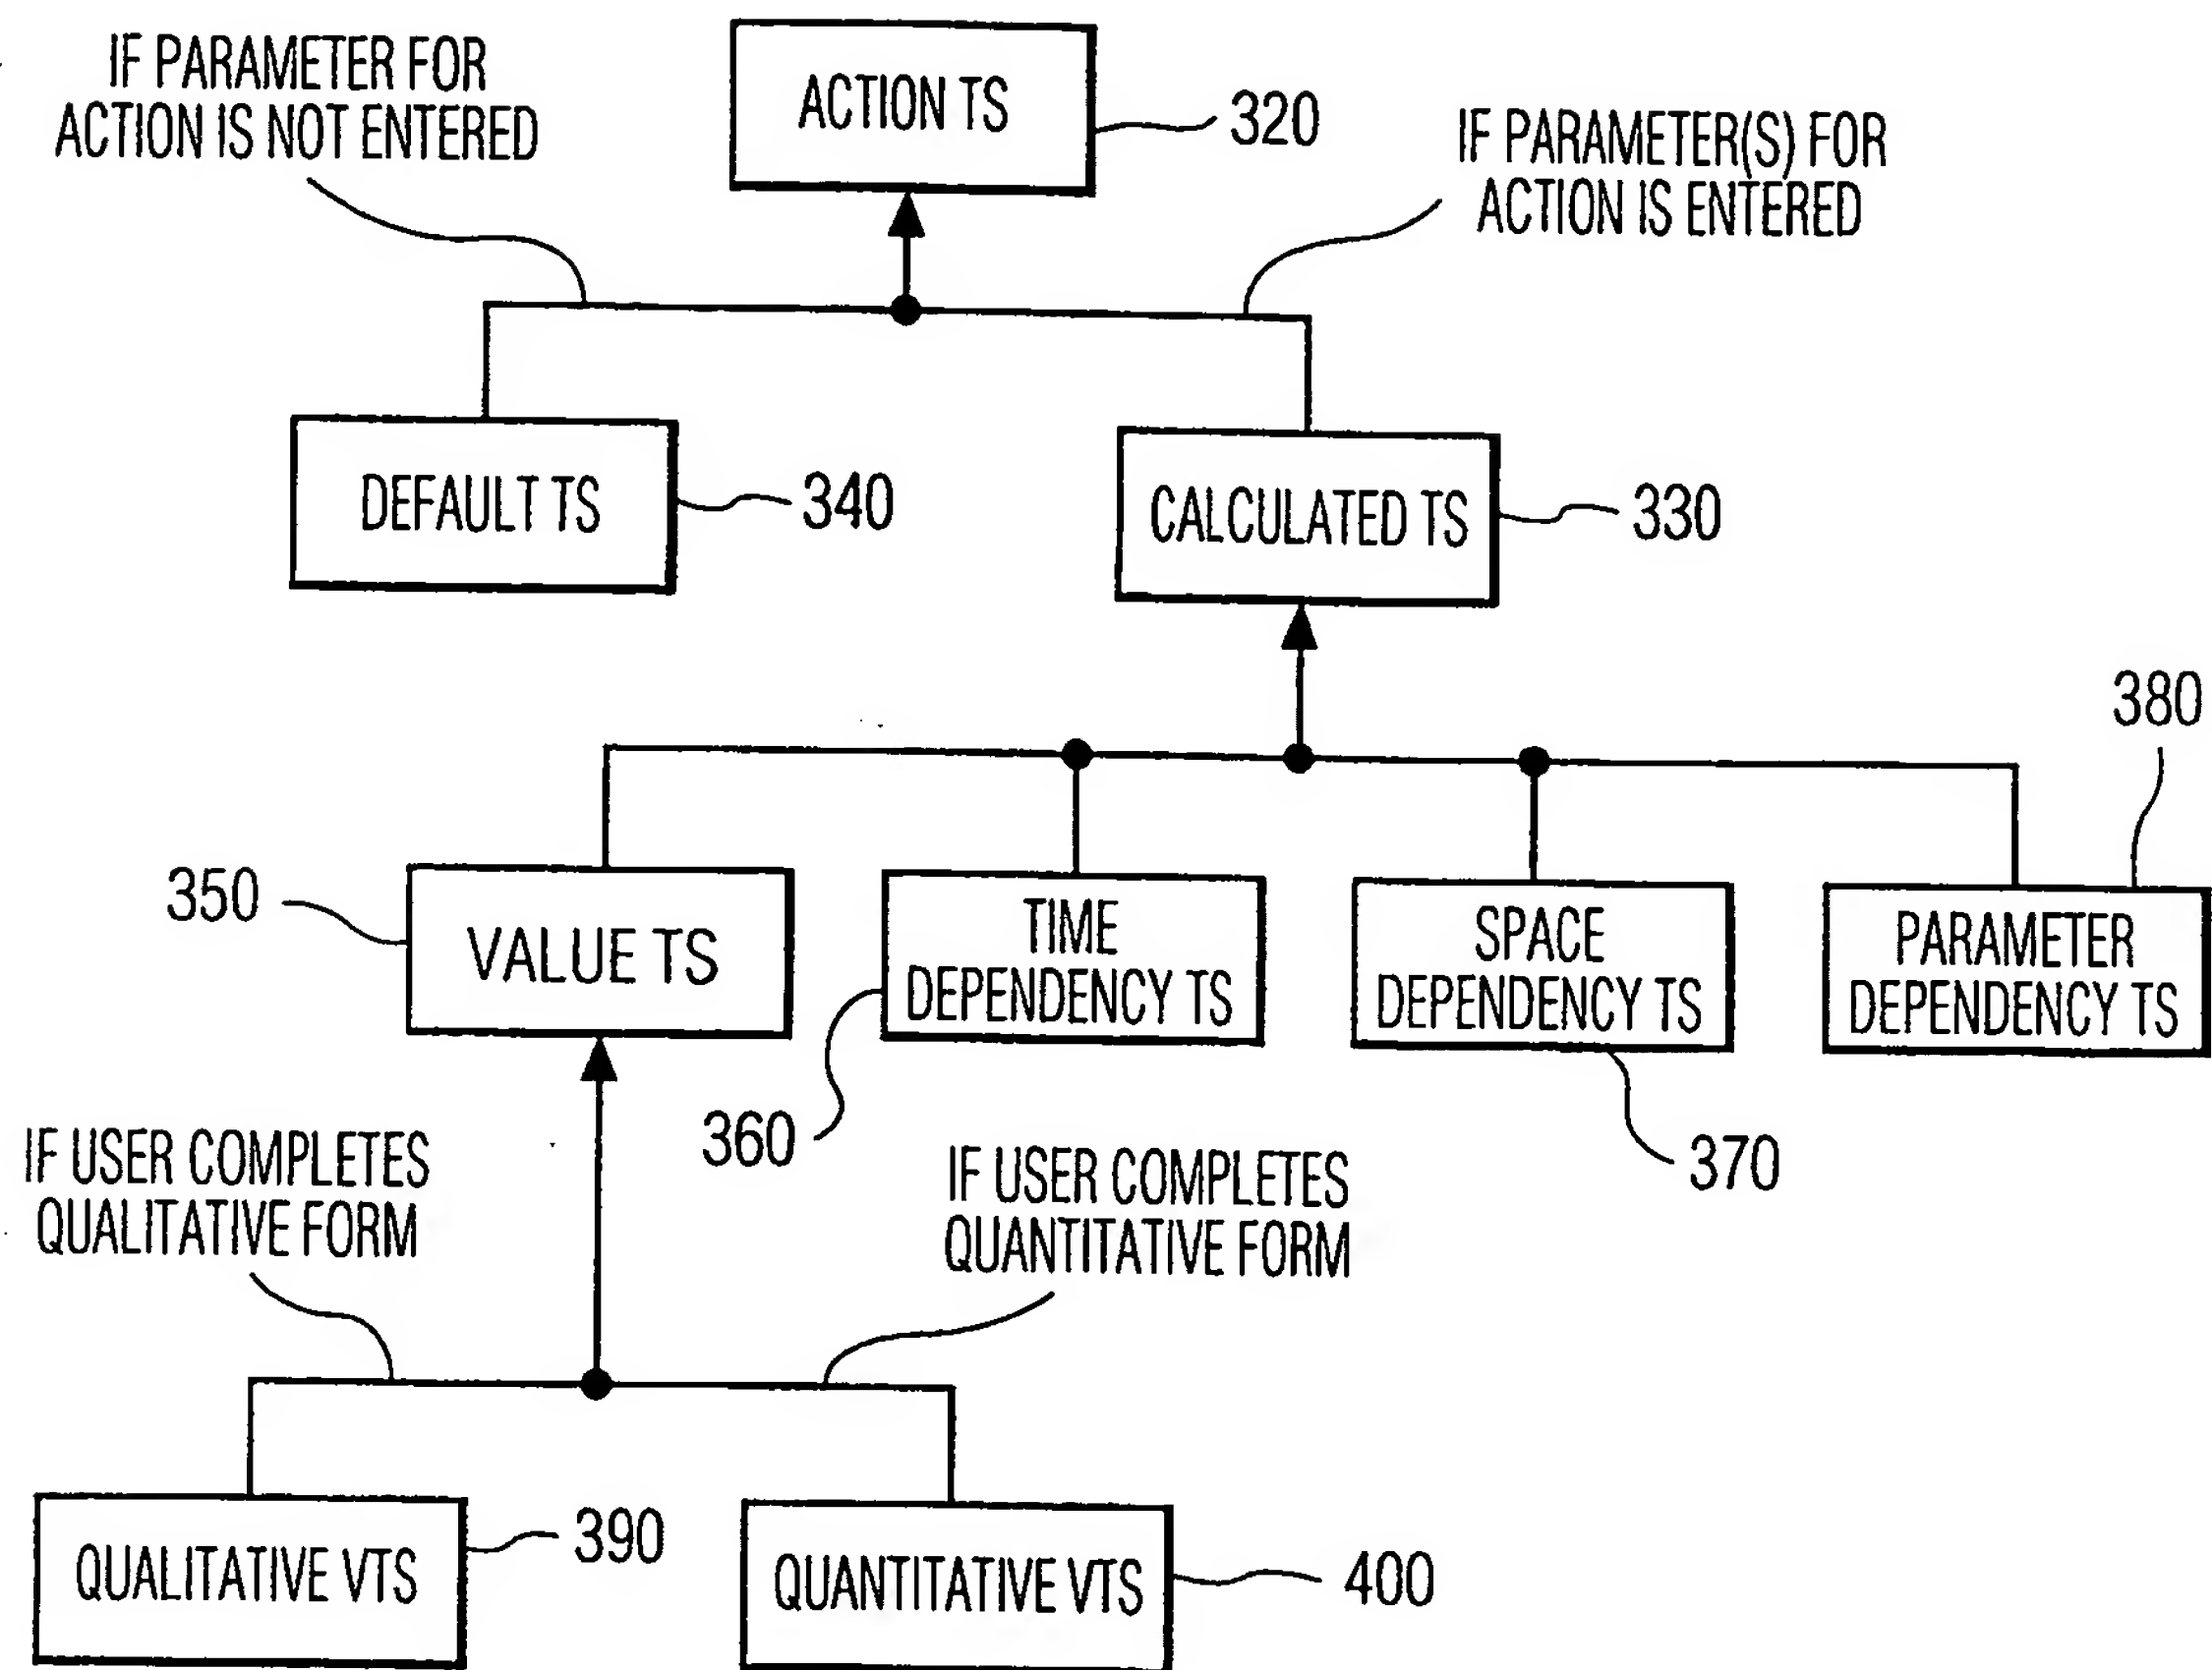 IF PARAMETER FOR
ACTION IS NOT ENTERED
ACTION TS
320
IF PARAMETER(S) FOR
ACTION IS ENTERED
DEFAULT TS
340
CALCULATED TS
330
380
350
VALUE TS
TIME
DEPENDENCY TS
SPACE
DEPENDENCY TS
PARAMETER
DEPENDENCY TS
360
370
IF USER COMPLETES
QUALITATIVE FORM
IF USER COMPLETES
QUANTITATIVE FORM
QUALITATIVE VTS
390
QUANTITATIVE VTS
400